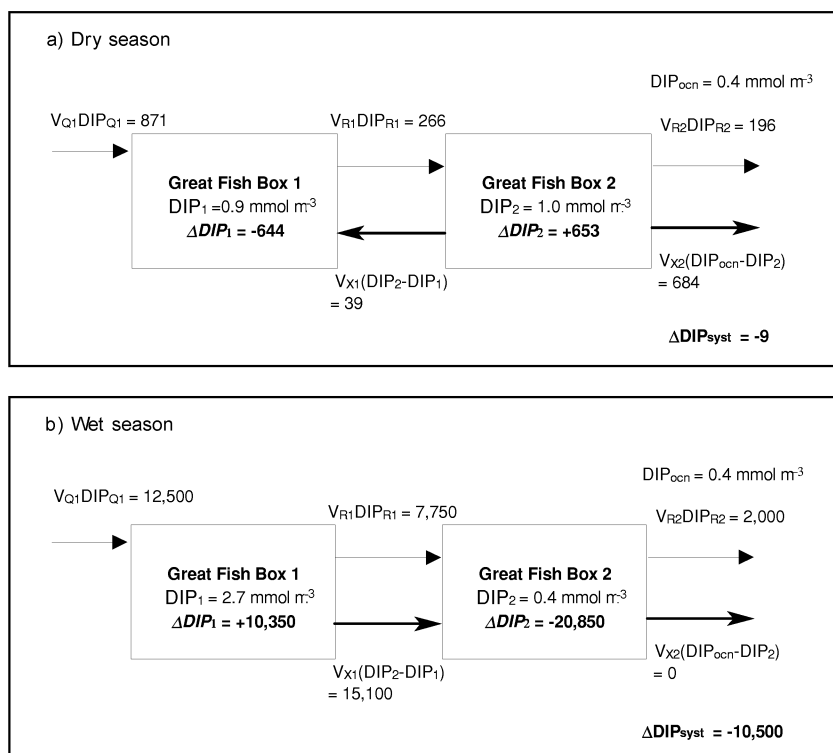 a) Dry season
DIPocn = 0.4 mmol m-3
VQ1DIPQ1 = 871
VR1DIPR1 = 266
VR2DIPR2 = 196
Great Fish Box 1
DIP1 =0.9 mmol m-3
ΔDIP1 = -644
Great Fish Box 2
DIP2 = 1.0 mmol m-3
ΔDIP2 = +653
VX1(DIP2-DIP1)
= 39
VX2(DIPocn-DIP2)
= 684
ΔDIPsyst = -9
b) Wet season
DIPocn = 0.4 mmol m-3
VQ1DIPQ1 = 12,500
VR1DIPR1 = 7,750
VR2DIPR2 = 2,000
Great Fish Box 1
DIP1 = 2.7 mmol m-3
ΔDIP1 = +10,350
Great Fish Box 2
DIP2 = 0.4 mmol m-3
ΔDIP2 = -20,850
VX1(DIP2-DIP1)
= 15,100
VX2(DIPocn-DIP2)
= 0
ΔDIPsyst = -10,500